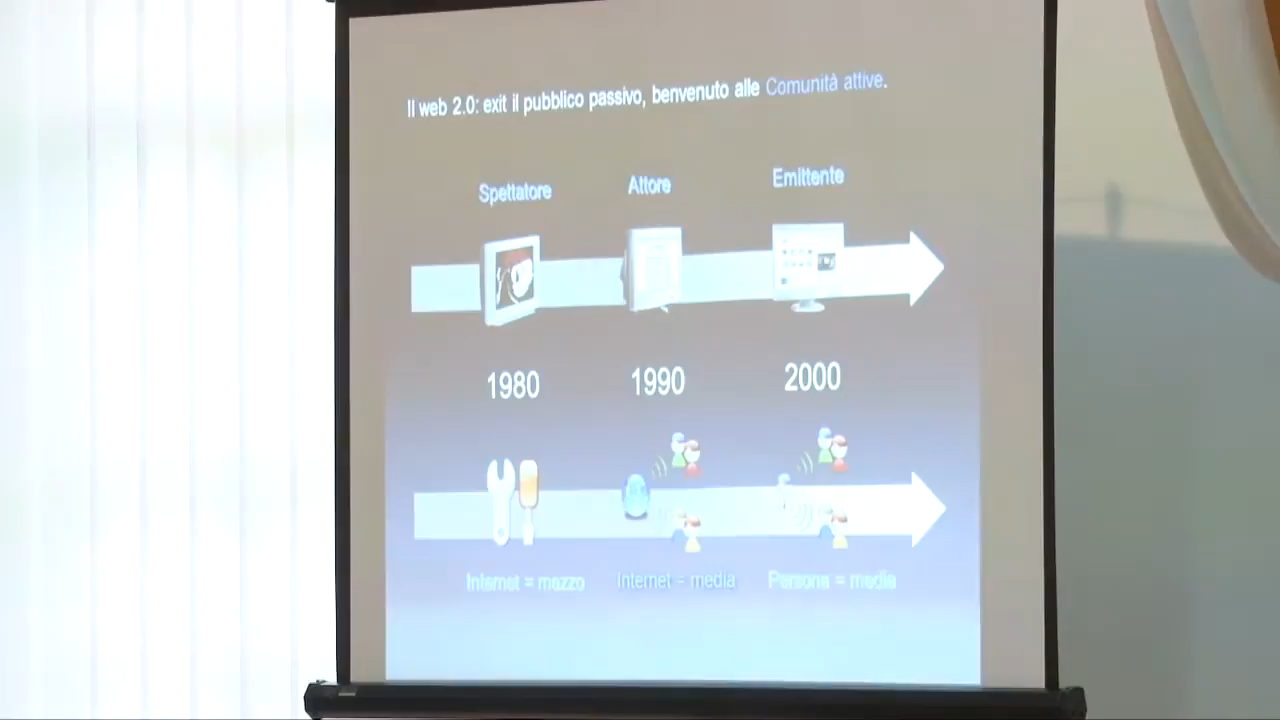 Il web 2.0: exit il pubblico passivo, benvenuto alle Comunità attive.
Spettatore Attore Emittente
1980 1990 2000
Internet = mezzo Internet = media Persona = media